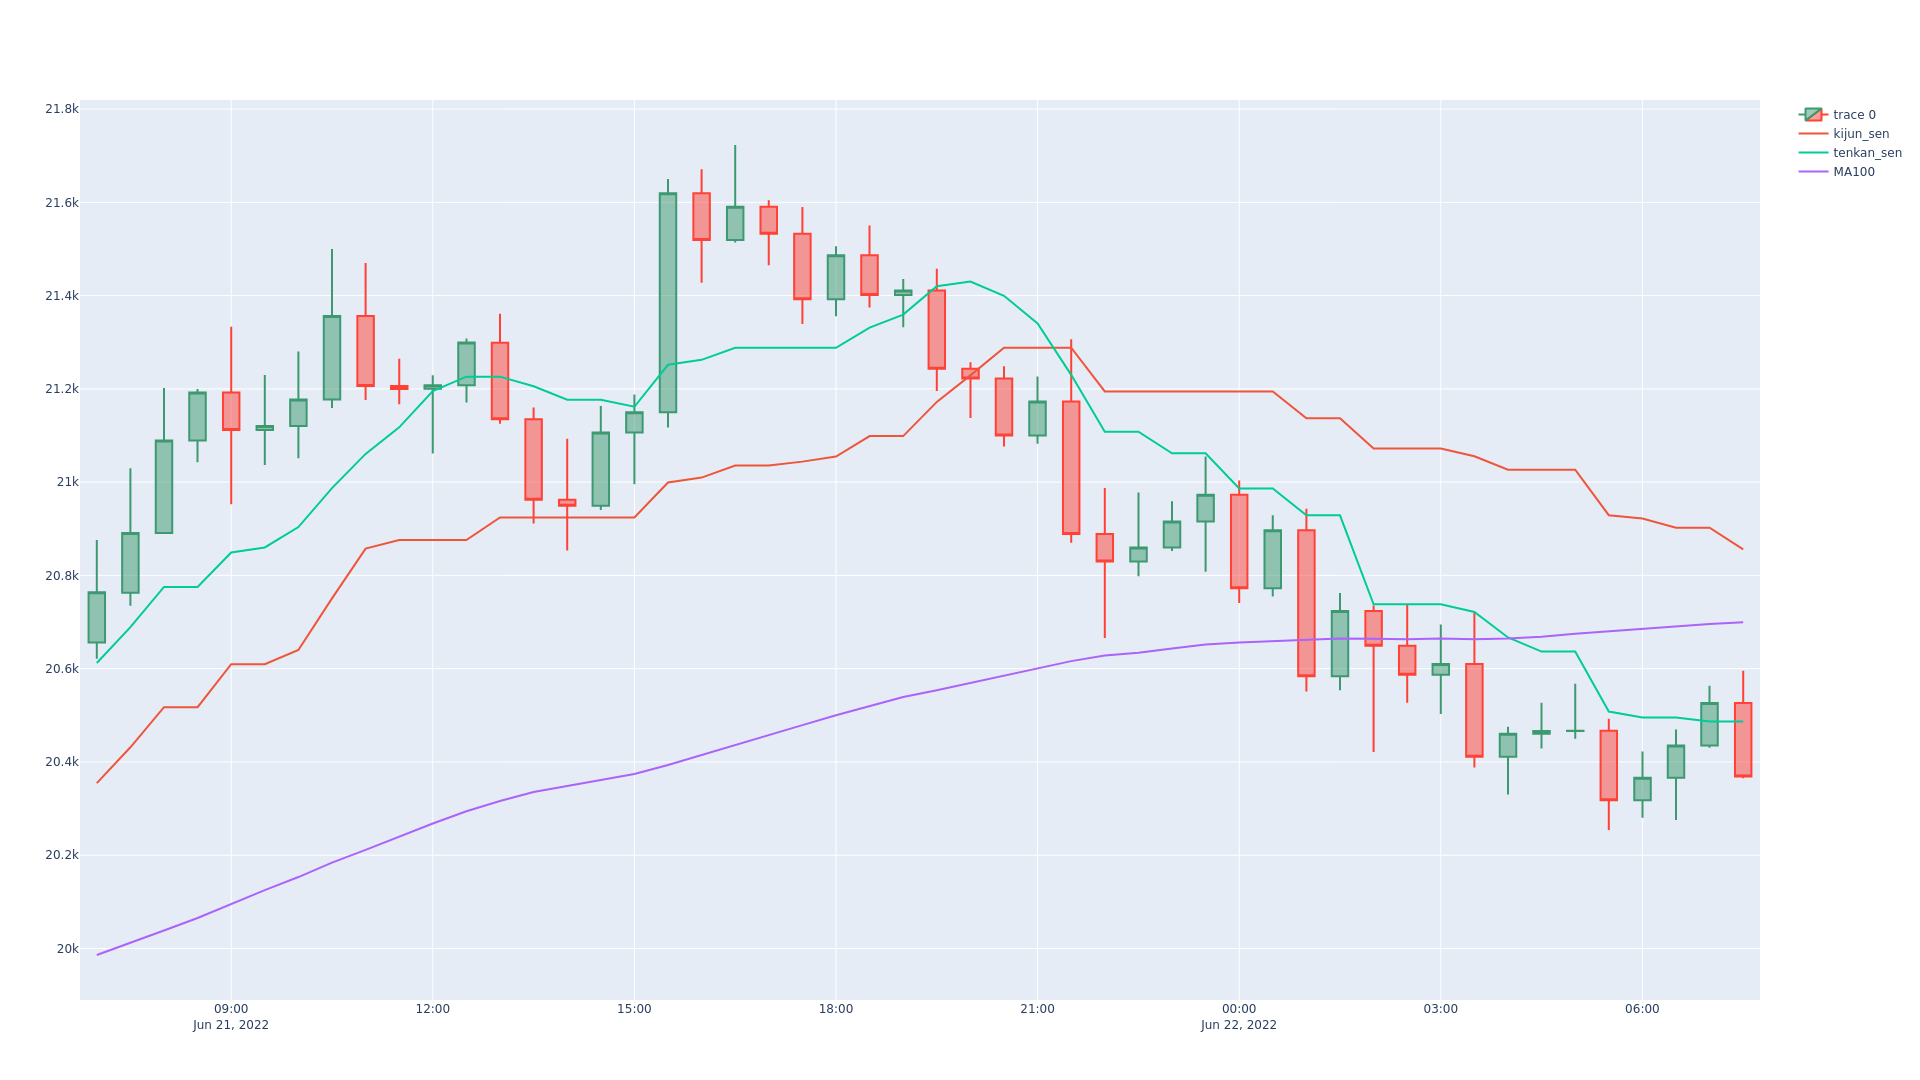 21.8k
21.6k
21.4k
21.2k
21k
20.8k
20.6k
20.4k
20.2k
20k
09:00
Jun 21, 2022
12:00
15:00
18:00
21:00
00:00
Jun 22, 2022
03:00
06:00
trace 0
kijun_sen
tenkan_sen
MA100